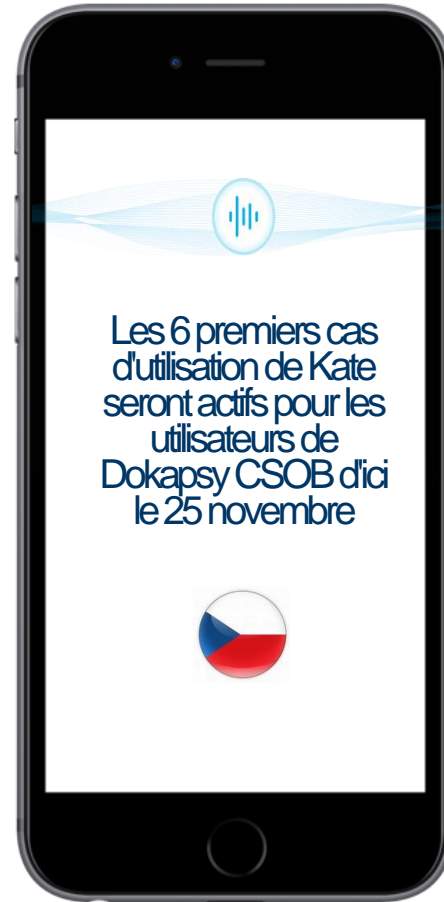 Les 6 premiers cas
d'utilisation de Kate
seront actifs pour les
utilisateurs de
Dokapsy CSOB d'ici
le 25 novembre